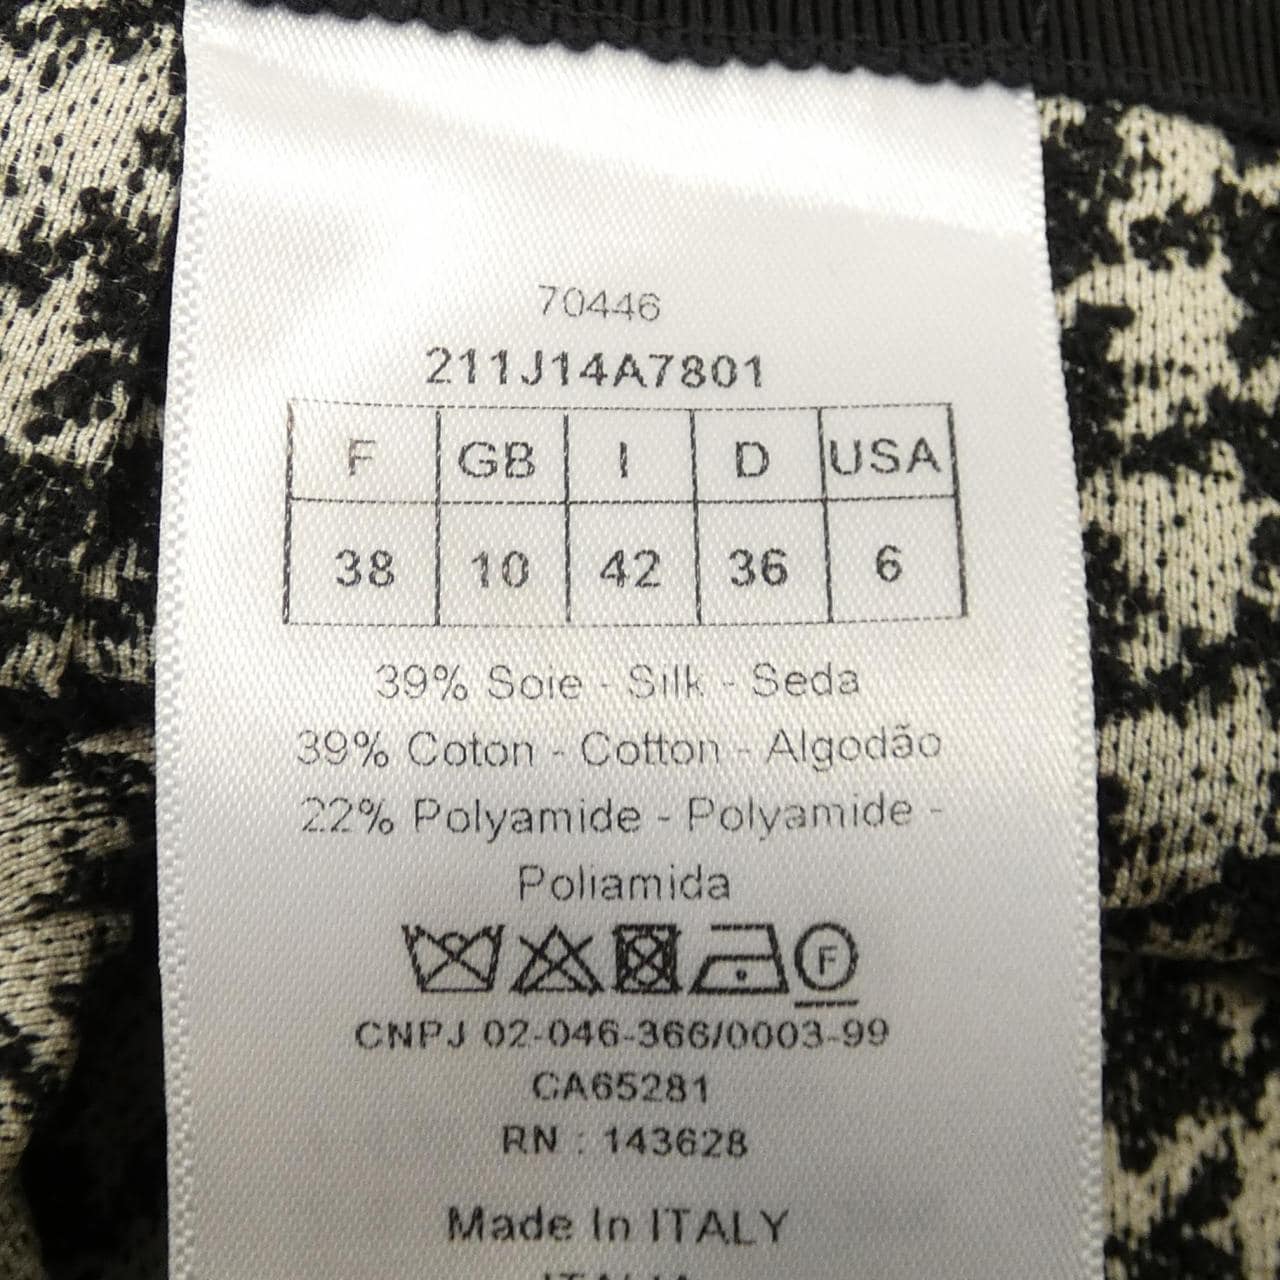 70446
211J14A7801
F GB I D USA
38 10 42 36 6
39% Soie - Silk - Seda
39% Coton - Cotton - Algodão
22% Polyamide - Polyamide -
Poliamida
F
CNPJ 02-046-366/0003-99
CA65281
RN : 143628
Made In ITALY
ITALIA